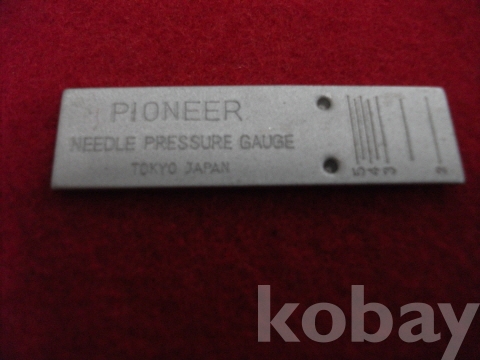 PIONEER
NEEDLE PRESSURE GAUGE
TOKYO JAPAN
kobay